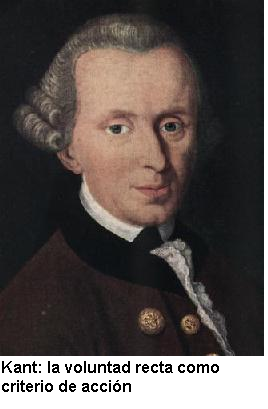 Kant: la voluntad recta como
criterio de acción